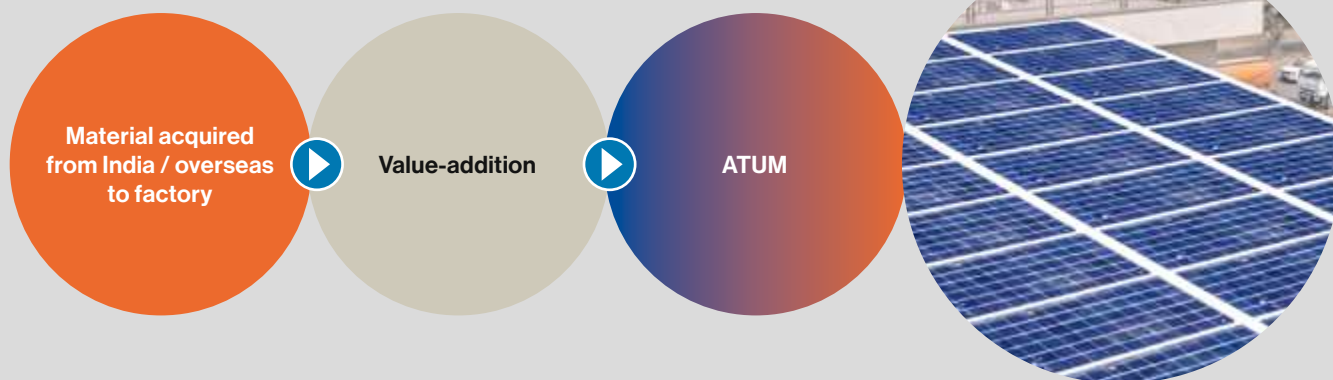 Material acquired
from India / overseas
to factory
Value-addition
ATUM